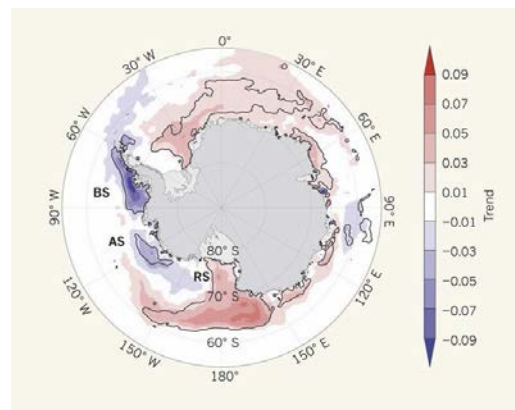 0°
30° W
30° E
60° W
60° E
BS
90° W
90° E
AS
80° S
RS
70° S
120° W
120° E
60° S
150° W
150° E
180°
0.09
0.07
0.05
0.03
0.01
−0.01
−0.03
−0.05
−0.07
−0.09
Trend